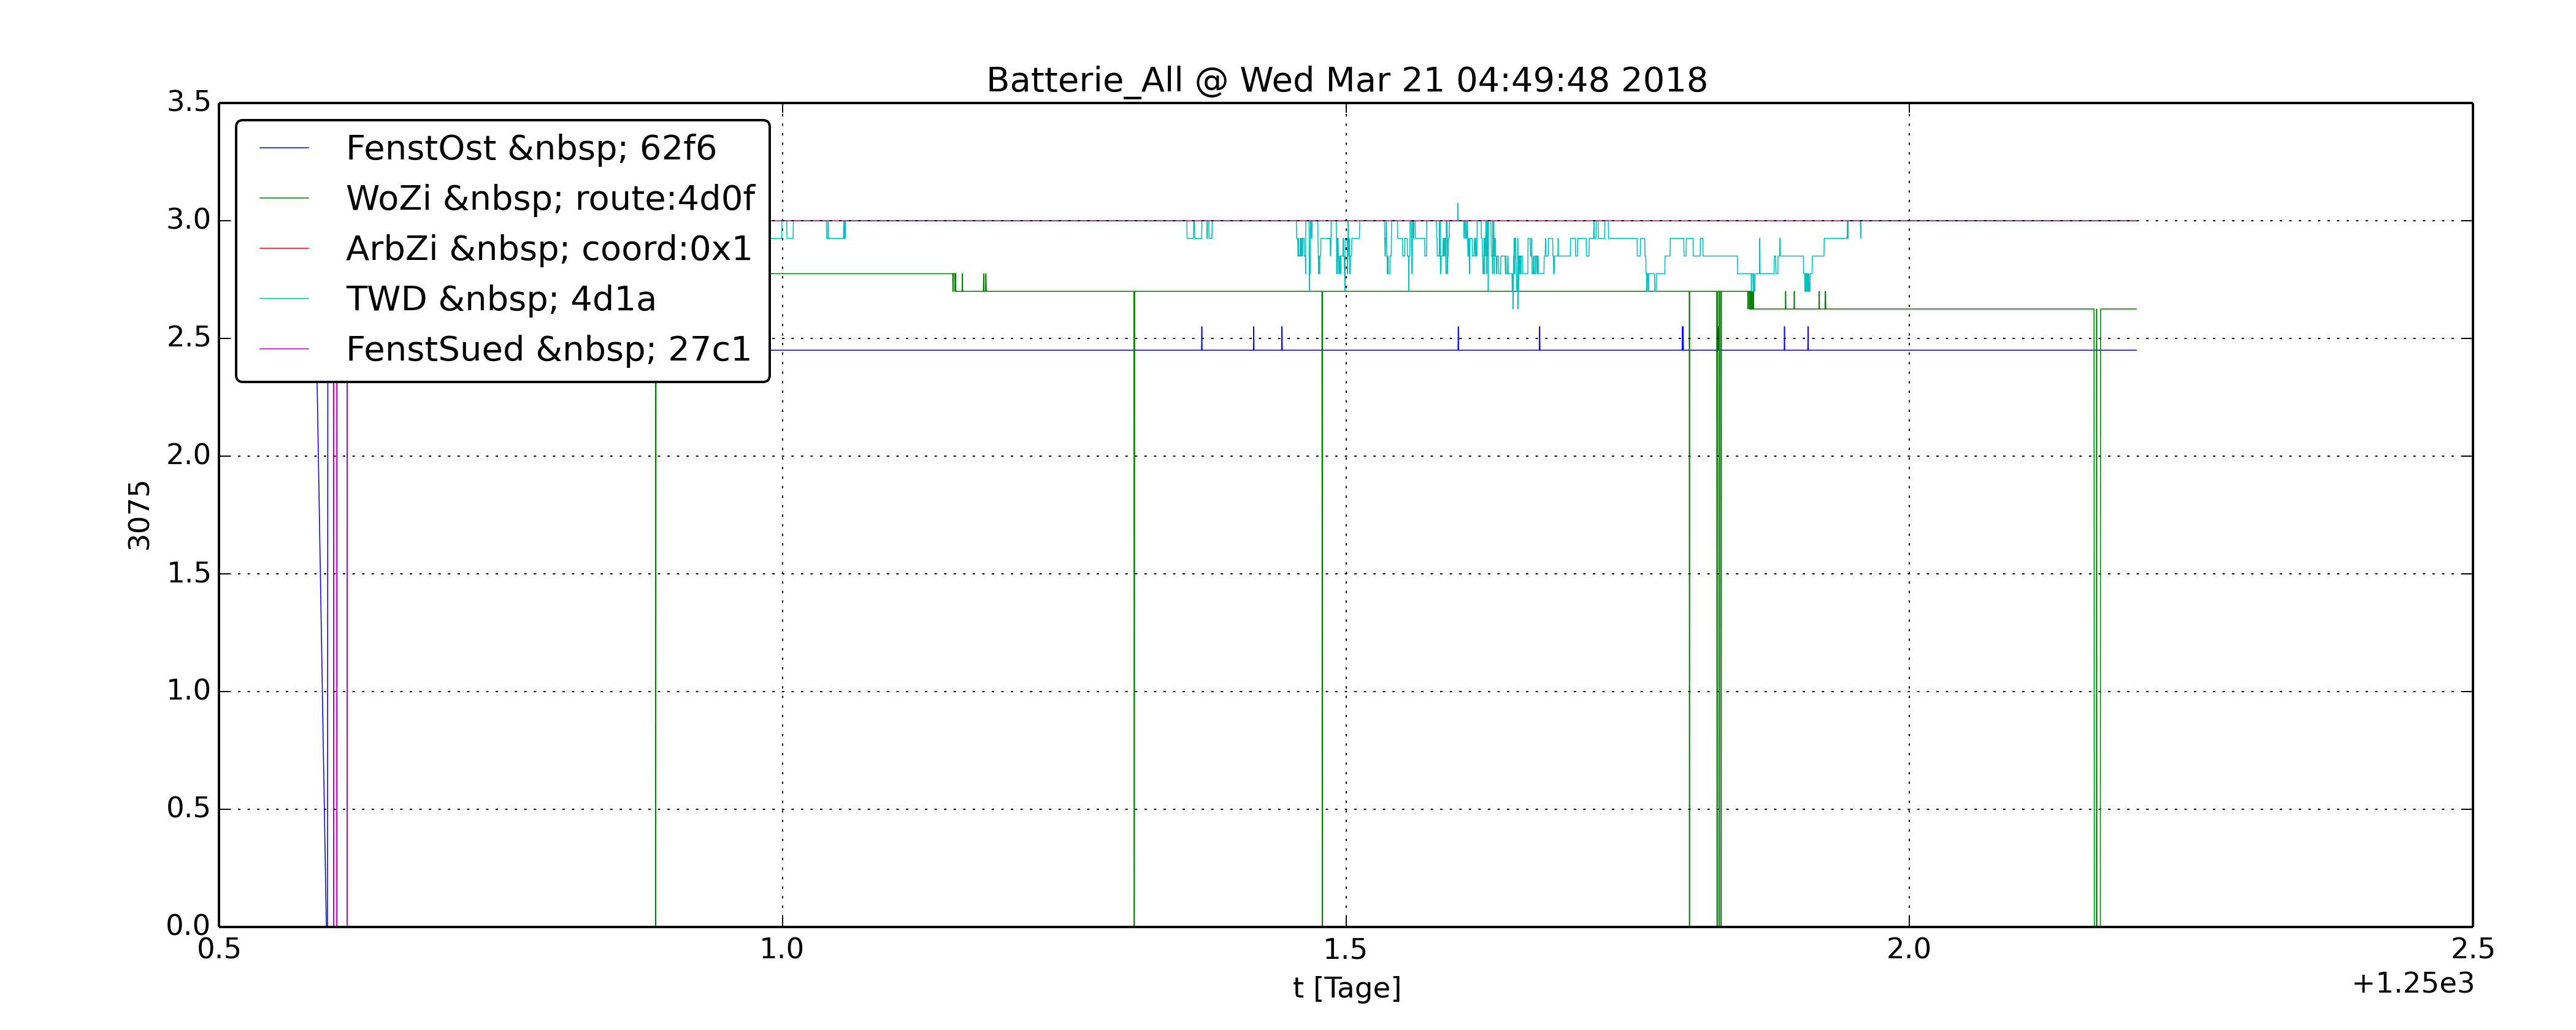 Batterie_All @ Wed Mar 21 04:49:48 2018
3.5
3.0
2.5
2.0
1.5
1.0
0.5
0.0
FenstOst &nbsp; 62f6
WoZi &nbsp; route:4d0f
ArbZi &nbsp; coord:0x1
TWD &nbsp; 4d1a
FenstSued &nbsp; 27c1
3075
0.5 1.0 1.5 2.0 2.5
t [Tage]
+1.25e3